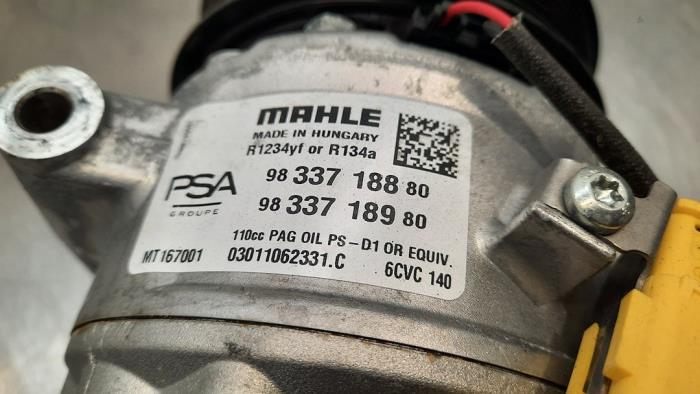 MAHLE
MADE IN HUNGARY
R1234yf or R134a
98 337 188 80
98 337 189 80
PSA
GROUPE
110cc PAG OIL PS-D1 OR EQUIV.
MT167001 03011062331.C 6CVC 140